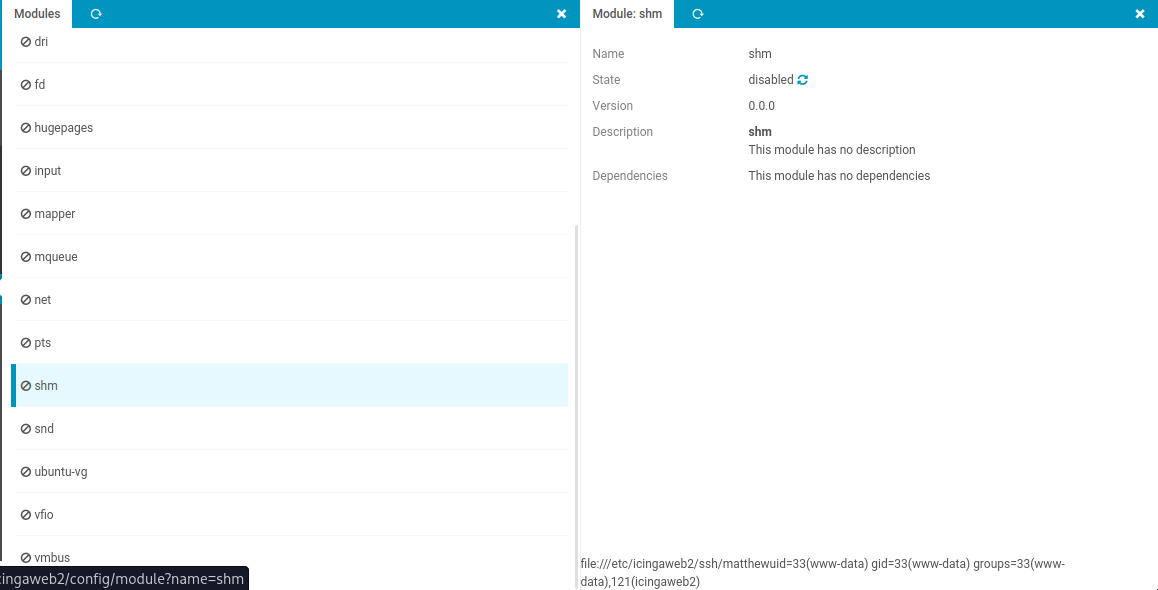 Modules
dri
fd
hugepages
input
mapper
mqueue
net
pts
shm
snd
ubuntu-vg
vfio
vmbus
cingaweb2/config/module?name=shm
Module: shm
Name shm
State disabled
Version 0.0.0
Description shm
This module has no description
Dependencies This module has no dependencies
file:///etc/icingaweb2/ssh/matthewuid=33(www-data) gid=33(www-data) groups=33(www-
data),121(icingaweb2)